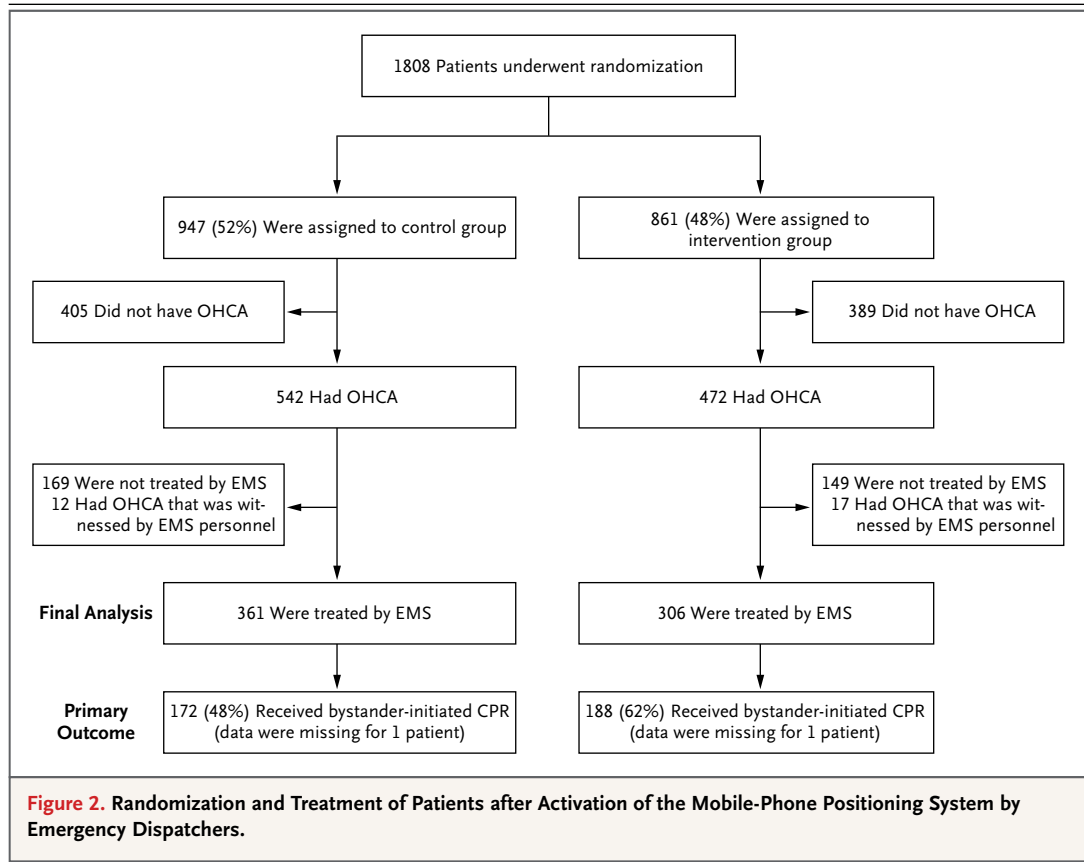 1808 Patients underwent randomization
947 (52%) Were assigned to control group
861 (48%) Were assigned to
intervention group
405 Did not have OHCA
389 Did not have OHCA
542 Had OHCA
472 Had OHCA
169 Were not treated by EMS
12 Had OHCA that was wit-
nessed by EMS personnel
149 Were not treated by EMS
17 Had OHCA that was wit-
nessed by EMS personnel
Final Analysis
361 Were treated by EMS
306 Were treated by EMS
Primary
Outcome
172 (48%) Received bystander-initiated CPR
(data were missing for 1 patient)
188 (62%) Received bystander-initiated CPR
(data were missing for 1 patient)
Figure 2. Randomization and Treatment of Patients after Activation of the Mobile-Phone Positioning System by
Emergency Dispatchers.